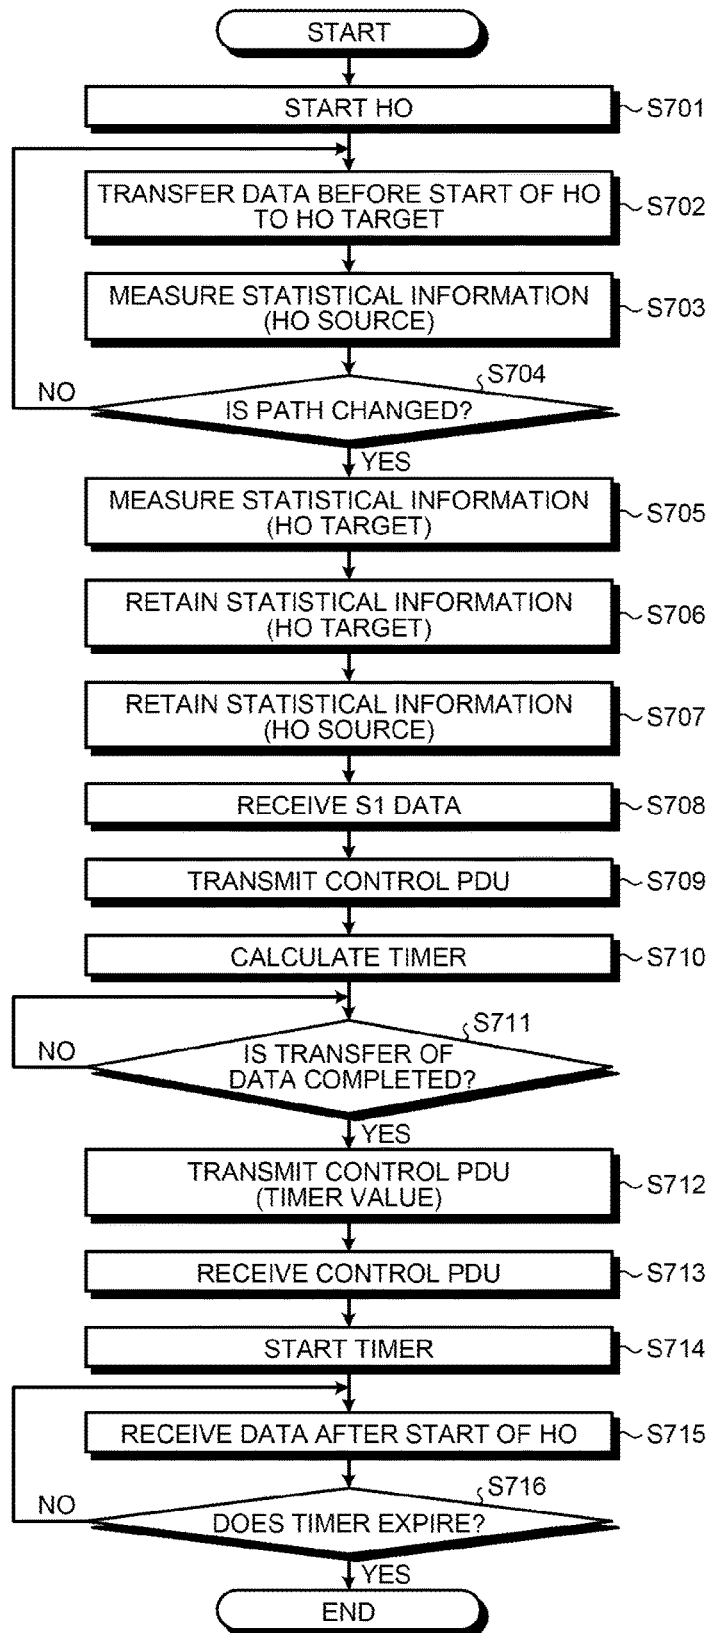 START
START HO
S701
TRANSFER DATA BEFORE START OF HO
TO HO TARGET
S702
MEASURE STATISTICAL INFORMATION
(HO SOURCE)
S703
S704
NO
IS PATH CHANGED?
YES
MEASURE STATISTICAL INFORMATION
(HO TARGET)
S705
RETAIN STATISTICAL INFORMATION
(HO TARGET)
S706
RETAIN STATISTICAL INFORMATION
(HO SOURCE)
S707
RECEIVE S1 DATA
S708
TRANSMIT CONTROL PDU
S709
CALCULATE TIMER
S710
S711
NO
IS TRANSFER OF
DATA COMPLETED?
YES
TRANSMIT CONTROL PDU
(TIMER VALUE)
S712
RECEIVE CONTROL PDU
S713
START TIMER
S714
RECEIVE DATA AFTER START OF HO
S715
S716
NO
DOES TIMER EXPIRE?
YES
END